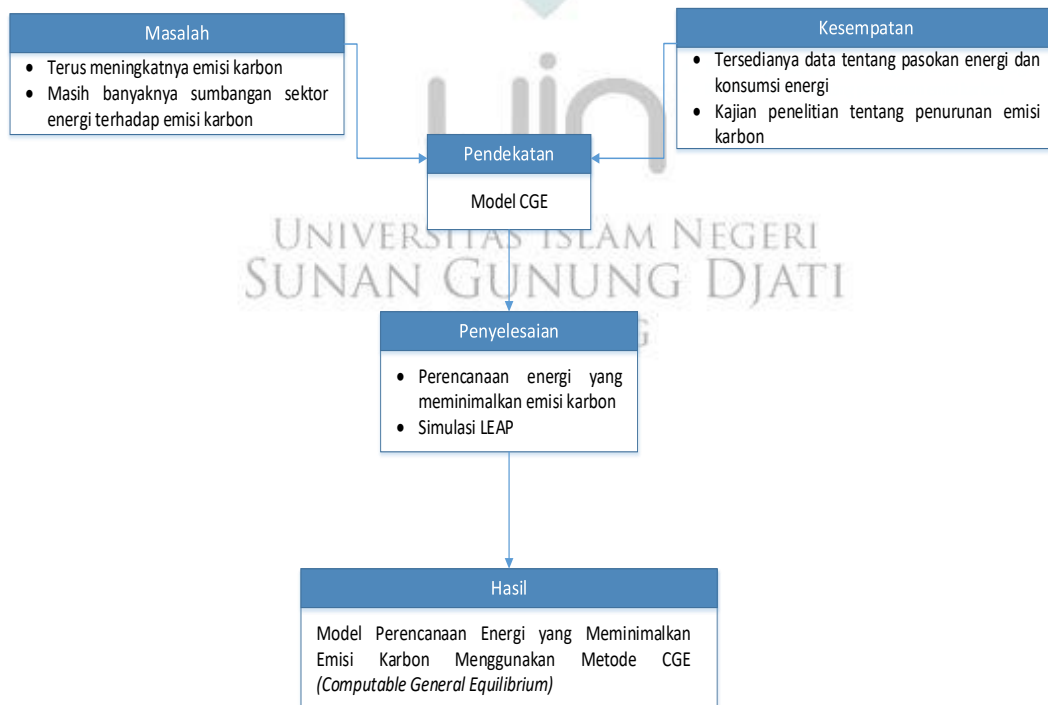 Masalah
• Terus meningkatnya emisi karbon
• Masih banyaknya sumbangan sektor
energi terhadap emisi karbon
Kesempatan
• Tersedianya data tentang pasokan energi dan
konsumsi energi
• Kajian penelitian tentang penurunan emisi
karbon
uin
Pendekatan
Model CGE
UNIVERSITAS ISLAM NEGERI
SUNAN GUNUNG DJATI
Penyelesaian
• Perencanaan energi yang
meminimalkan emisi karbon
• Simulasi LEAP
Hasil
Model Perencanaan Energi yang Meminimalkan
Emisi Karbon Menggunakan Metode CGE
(Computable General Equilibrium)